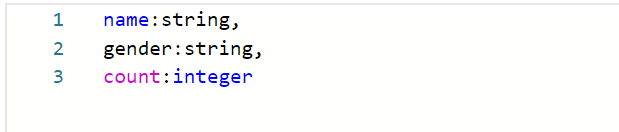 1 name:string,
2 gender:string,
3 count:integer